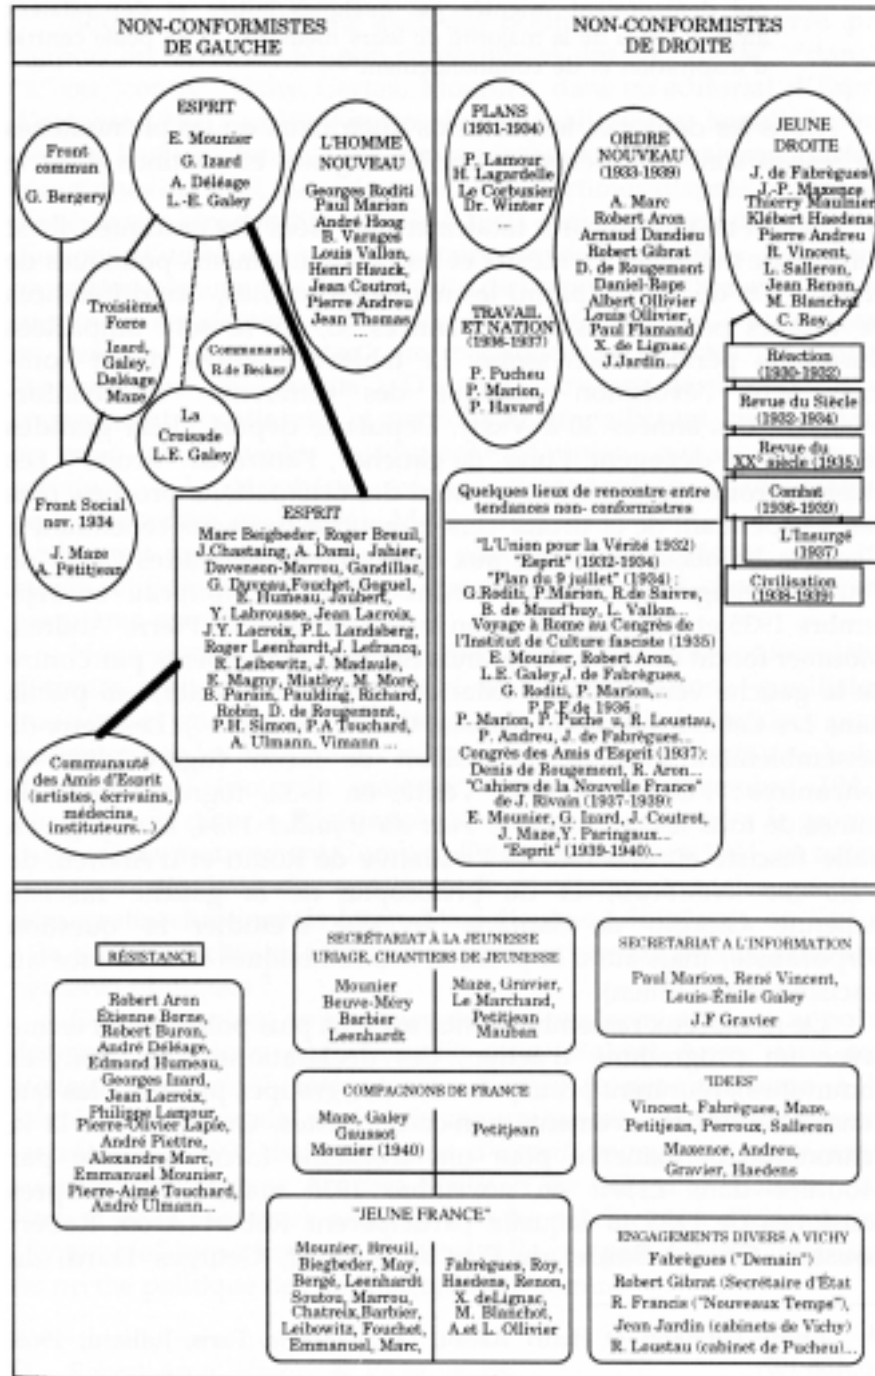 NON-CONFORMISTES
DE GAUCHE
NON-CONFORMISTES
DE DROITE
Front
commun
G. Bergery
ESPRIT
E. Mounier
G. Izard
A. Déléage
L.-E. Galey
L'HOMME
NOUVEAU
Georges Roditi
Paul Marion
André Hoog
B. Varages
Louis Vallon,
Henri Hauck,
Jean Coutrot,
Pierre Andreu
Jean Thomas,
...
Troisième
Force
Izard,
Galey,
Deléage,
Maze
Communauté
R.de Becker
La
Croisade
L.E. Galey
Front Social
nov. 1934
J. Maze
A. Petitjean
ESPRIT
Marc Beigbeder, Roger Breuil,
J.Chastaing, A. Dami, Jahier,
Davenson-Marrou, Gandillac,
G. Duveau,Fouchet, Goguel,
E. Humeau, Jaubert,
Y. Labrousse, Jean Lacroix,
J.Y. Lacroix, P.L. Landsberg,
Roger Leenhardt, J. Lefrancq,
R. Leibowitz, J. Madaule,
E. Magny, Miatley, M. Moré,
B. Parain, Paulding, Richard,
Robin, D. de Rougemont,
P.H. Simon, P.A Touchard,
A. Ulmann, Vimann ...
Communauté
des Amis d'Esprit
(artistes, écrivains,
médecins,
instituteurs...)
PLANS
(1931-1934)
P. Lamour
H. Lagardelle
Le Corbusier
Dr. Winter
TRAVAIL
ET NATION
(1936-1937)
P. Pucheu
P. Marion,
P. Havard
ORDRE
NOUVEAU
(1933-1939)
A. Marc
Robert Aron
Arnaud Dandieu
Robert Gibrat
D. de Rougemont
Daniel-Rops
Albert Ollivier
Louis Ollivier,
Paul Flamand
X. de Lignac,
J.Jardin...
JEUNE
DROITE
J. de Fabrègues
J.-P. Maxence
Thierry Maulnier
Klébert Haedens
Pierre Andreu
R. Vincent,
L. Salleron,
Jean Renon,
M. Blanchot
C. Roy...
Réaction
(1930-1932)
Revue du Siècle
(1932-1934)
Revue du
XX° siècle (1935)
Combat
(1936-1939)
L'Insurgé
(1937)
Civilisation
(1938-1939)
Quelques lieux de rencontre entre
tendances non- conformistres
"L'Union pour la Vérité 1932)
"Esprit" (1932-1934)
"Plan du 9 juillet" (1934) :
G.Roditi, P.Marion, R.de Saivre,
B. de Maud'huy, L. Vallon...
Voyage à Rome au Congrès de
l'Institut de Culture fasciste (1935)
E. Mounier, Robert Aron,
L.E. Galey,J. de Fabrègues,
G. Roditi, P. Marion...
P.P.F de 1936 :
P. Marion, P. Puche u, R. Loustau,
P. Andreu, J. de Fabrègues...
Congrès des Amis d'Esprit (1937):
Denis de Rougemont, R. Aron...
"Cahiers de la Nouvelle France"
de J. Rivain (1937-1939):
E. Mounier, G. Izard, J. Coutrot,
J. Maze,Y. Paringaux...
"Esprit" (1939-1940)...
RÉSISTANCE
Robert Aron
Étienne Borne,
Robert Buron,
André Déléage,
Edmond Humeau,
Georges Izard,
Jean Lacroix,
Philippe Lamour,
Pierre-Olivier Lapie,
André Piettre,
Alexandre Marc,
Emmanuel Mounier,
Pierre-Aimé Touchard,
André Ulmann...
SECRÉTARIAT À LA JEUNESSE
URIAGE, CHANTIERS DE JEUNESSE
Mounier
Beuve-Méry
Barbier
Leenhardt
Maze, Gravier,
Le Marchand,
Petitjean
Mauban
COMPAGNONS DE FRANCE
Maze, Galey
Gaussot
Mounier (1940)
Petitjean
"JEUNE FRANCE"
Mounier, Breuil,
Biegbeder, May,
Bergé, Leenhardt
Soutou, Marrou,
Chatreix,Barbier,
Leibowitz, Fouchet,
Emmanuel, Marc,
Fabrègues, Roy,
Haedens, Renon,
X. deLignac,
M. Blanchot,
A.et L. Ollivier
SECRETARIAT A L'INFORMATION
Paul Marion, René Vincent,
Louis-Émile Galey
J.F Gravier
"IDEES"
Vincent, Fabrègues, Maze,
Petitjean, Perroux, Salleron
Maxence, Andreu,
Gravier, Haedens
ENGAGEMENTS DIVERS A VICHY
Fabrègues ("Demain")
Robert Gibrat (Secrétaire d'État
R. Francis ("Nouveaux Temps"),
Jean Jardin (cabinets de Vichy)
R. Loustau (cabinet de Pucheu)...